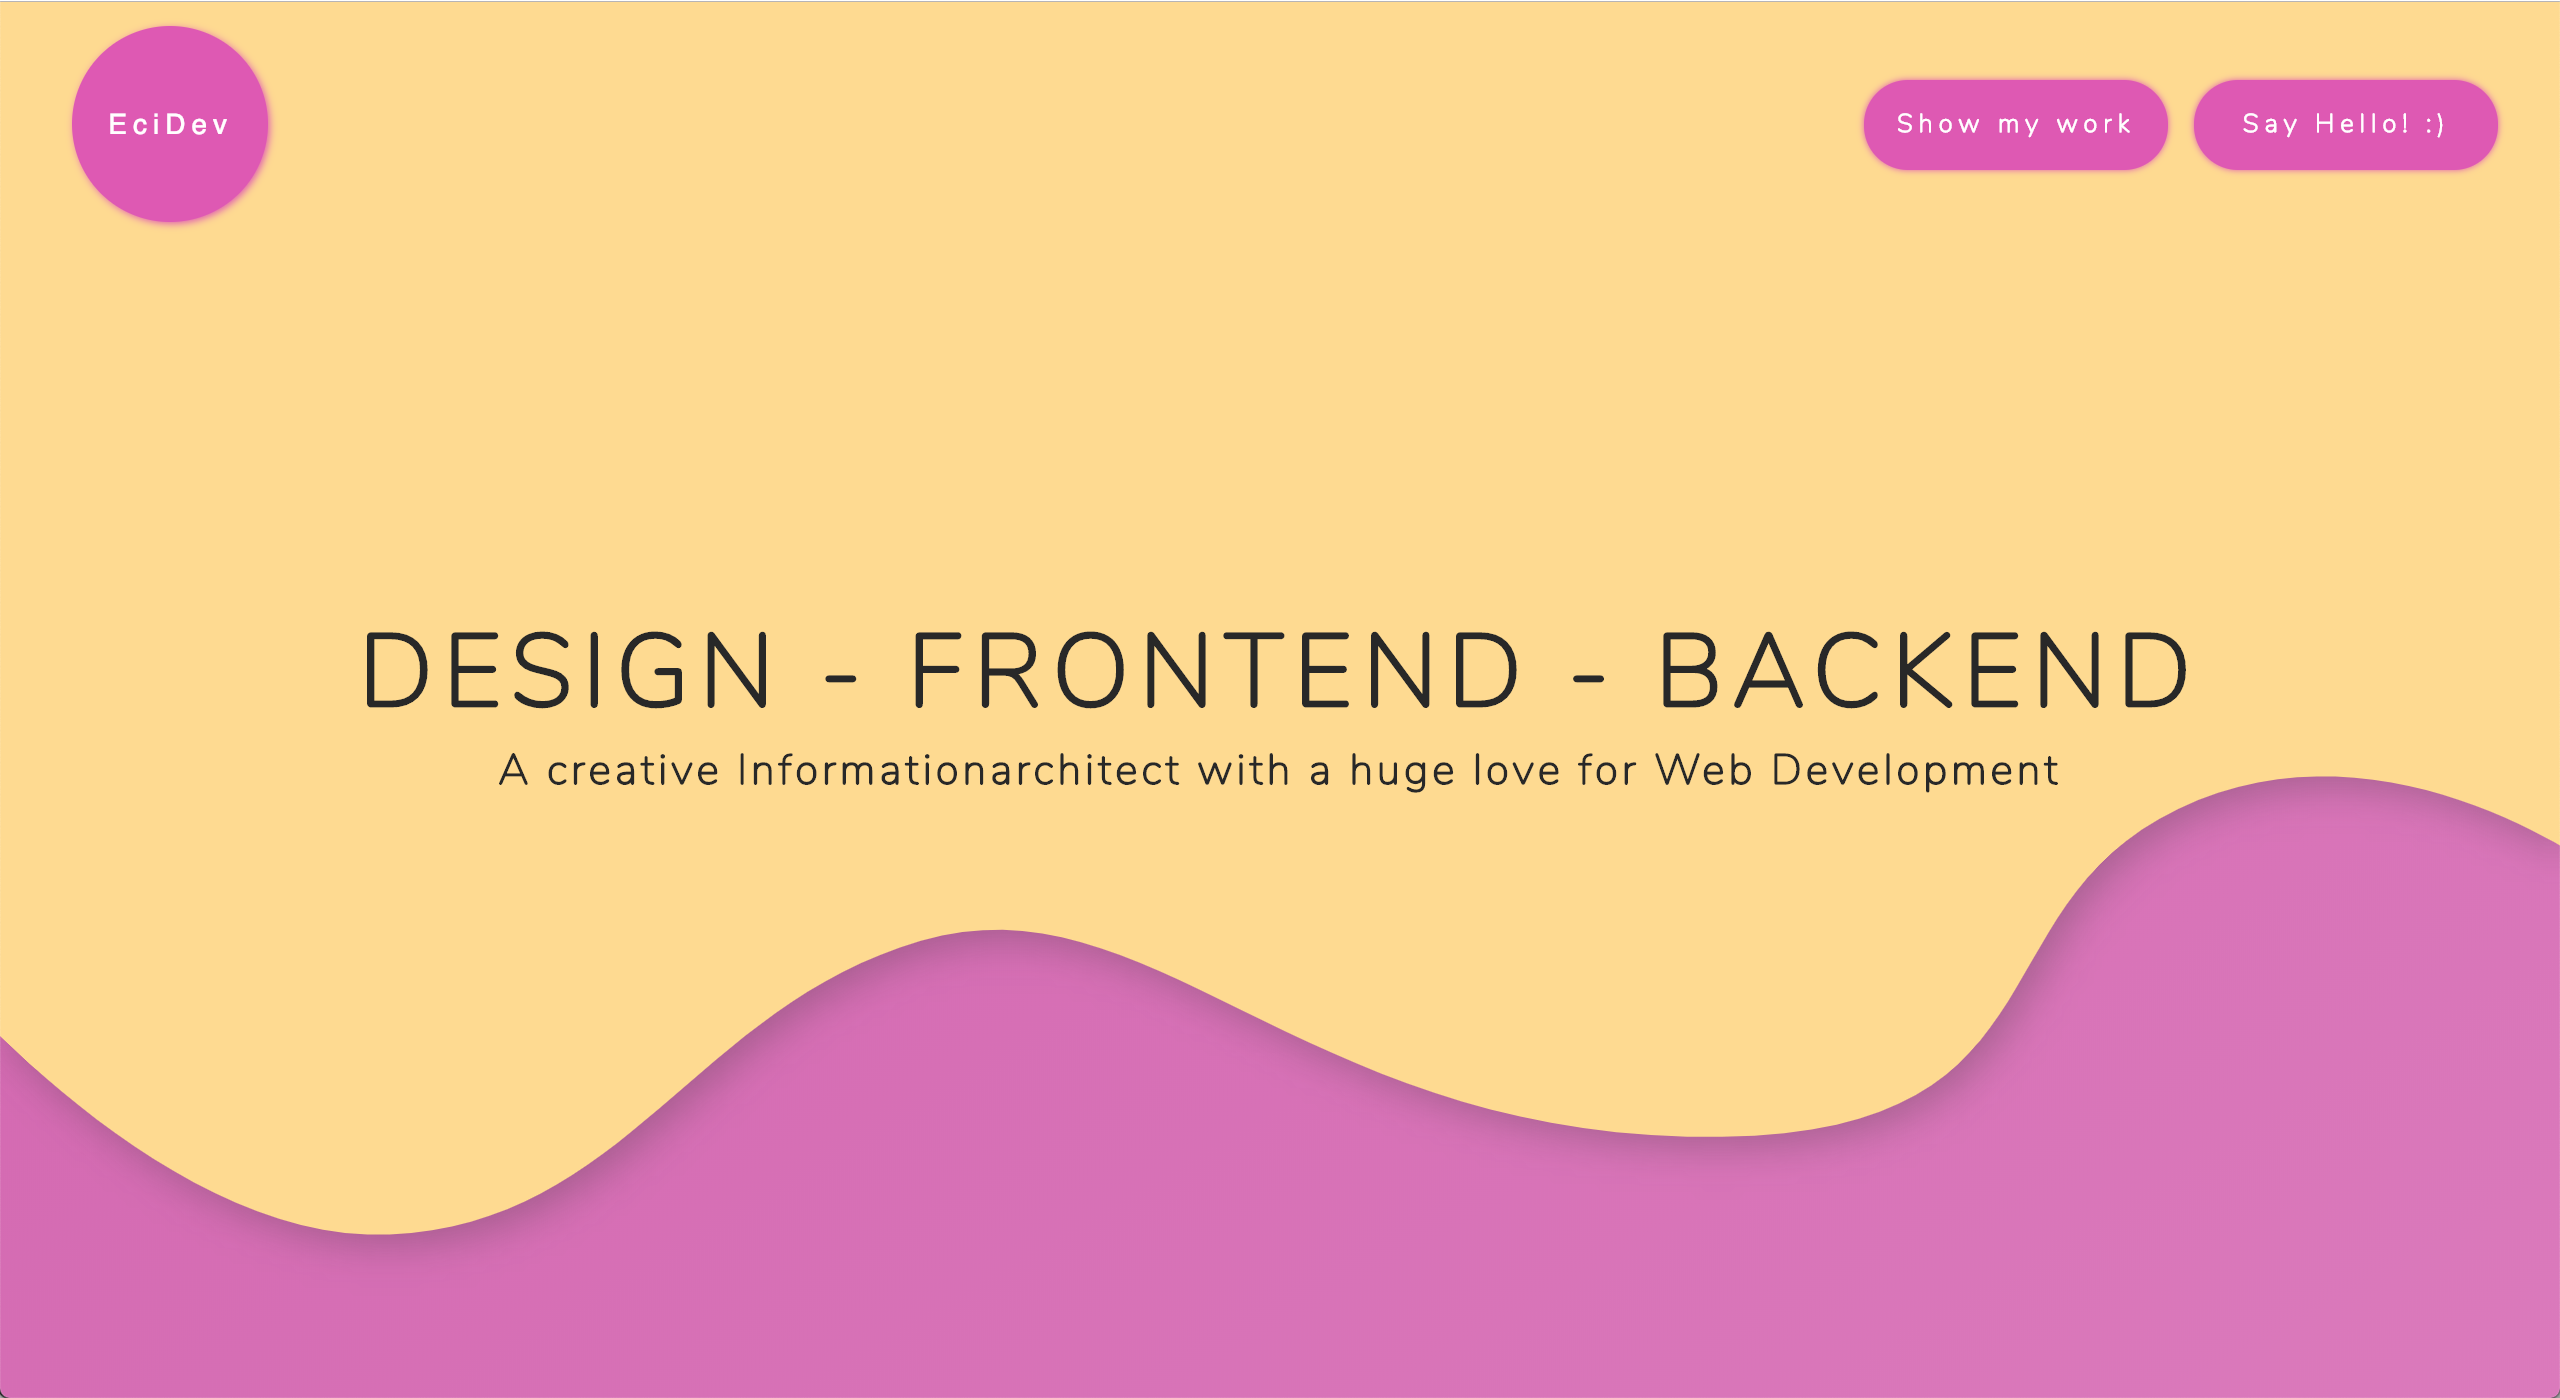 EciDev
Show my work
Say Hello! :)
DESIGN - FRONTEND - BACKEND
A creative Informationarchitect with a huge love for Web Development